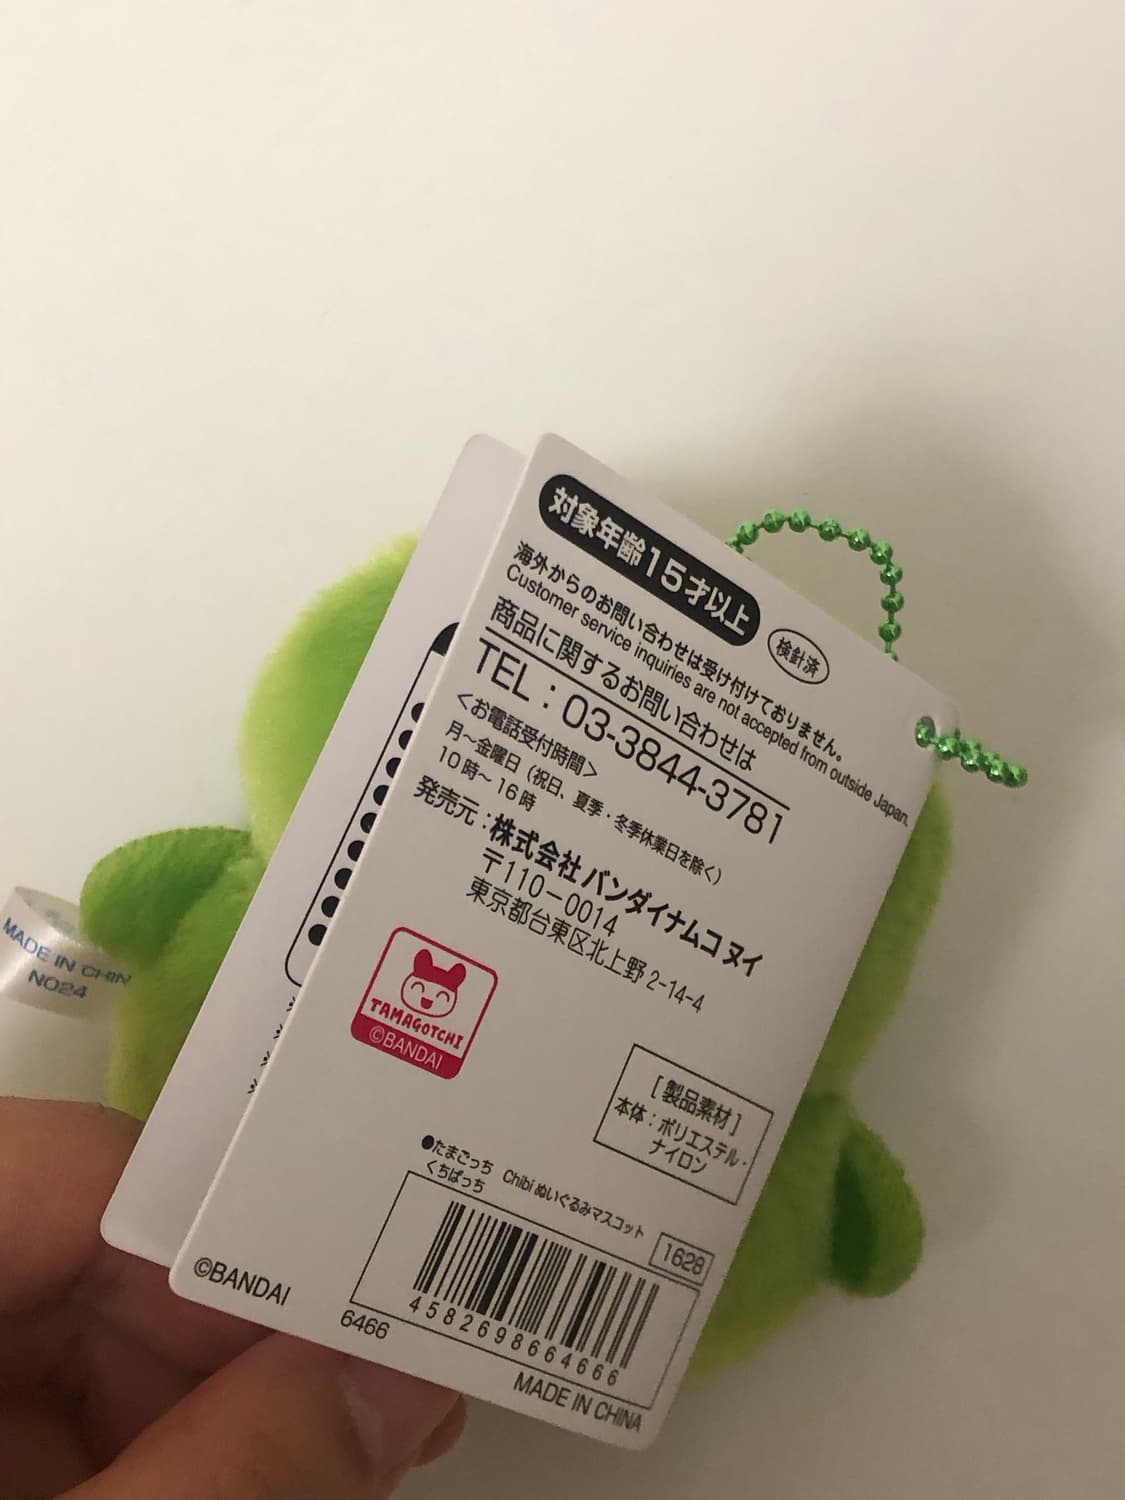 対象年齢15才以上
検針済
海外からのお問い合わせは受け付けておりません。
Customer service inquiries are not accepted from outside Japan.
商品に関するお問い合わせは
TEL：03-3844-3781
<お電話受付時間>
月～金曜日（祝日、夏季・冬季休業日を除く）
10時～16時
発売元：株式会社 バンダイナムコ ヌイ
〒110-0014
東京都台東区北上野 2-14-4
TAMAGOTCHI
©BANDAI
[製品素材]
本体：ポリエステル・
ナイロン
●たまごっち Chibi ぬいぐるみマスコット
くちぱっち
1628
4582698664666
©BANDAI
6466
MADE IN CHINA
MADE IN CHIN
NO24